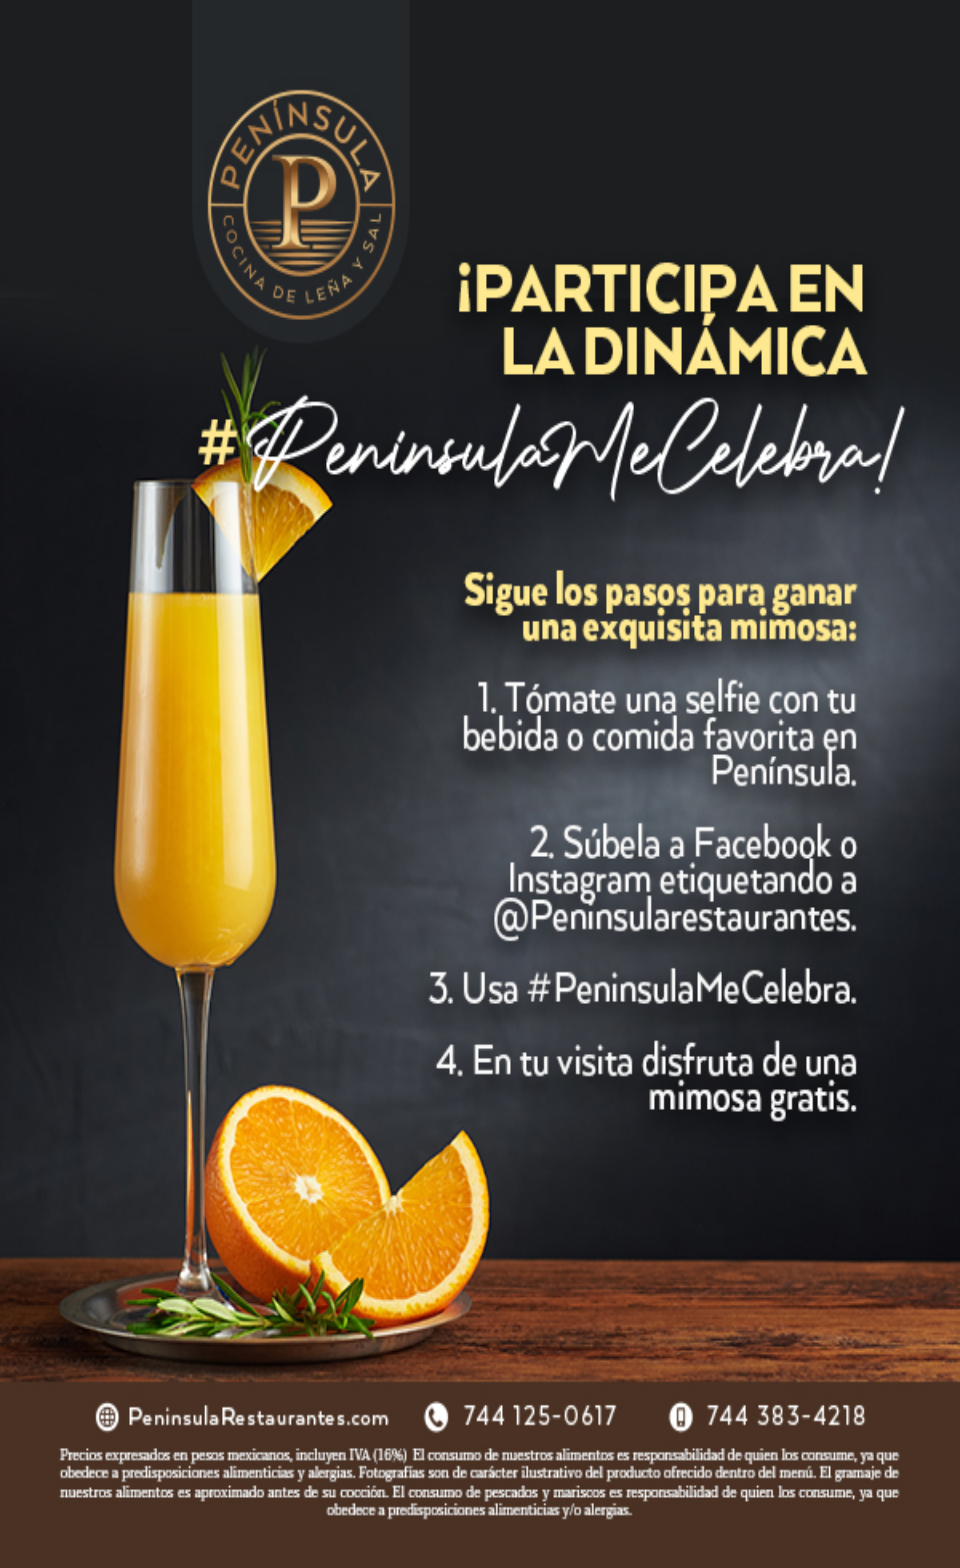 PENÍNSULA
P
COCINA DE LEÑA Y SAL
¡PARTICIPA EN
LA DINÁMICA
#PenínsulaMeCelebra!
Sigue los pasos para ganar
una exquisita mimosa:
1. Tómate una selfie con tu
bebida o comida favorita en
Península.
2. Súbela a Facebook o
Instagram etiquetando a
@Peninsularestaurantes.
3. Usa #PeninsulaMeCelebra.
4. En tu visita disfruta de una
mimosa gratis.
PeninsulaRestaurantes.com 744 125-0617 744 383-4218
Precios expresados en pesos mexicanos, incluyen IVA (16%) El consumo de nuestros alimentos es responsabilidad de quien los consume, ya que
obedece a predisposiciones alimenticias y alergias. Fotografías son de carácter ilustrativo del producto ofrecido dentro del menú. El gramaje de
nuestros alimentos es aproximado antes de su cocción. El consumo de pescados y mariscos es responsabilidad de quien los consume, ya que
obedece a predisposiciones alimenticias y/o alergias.